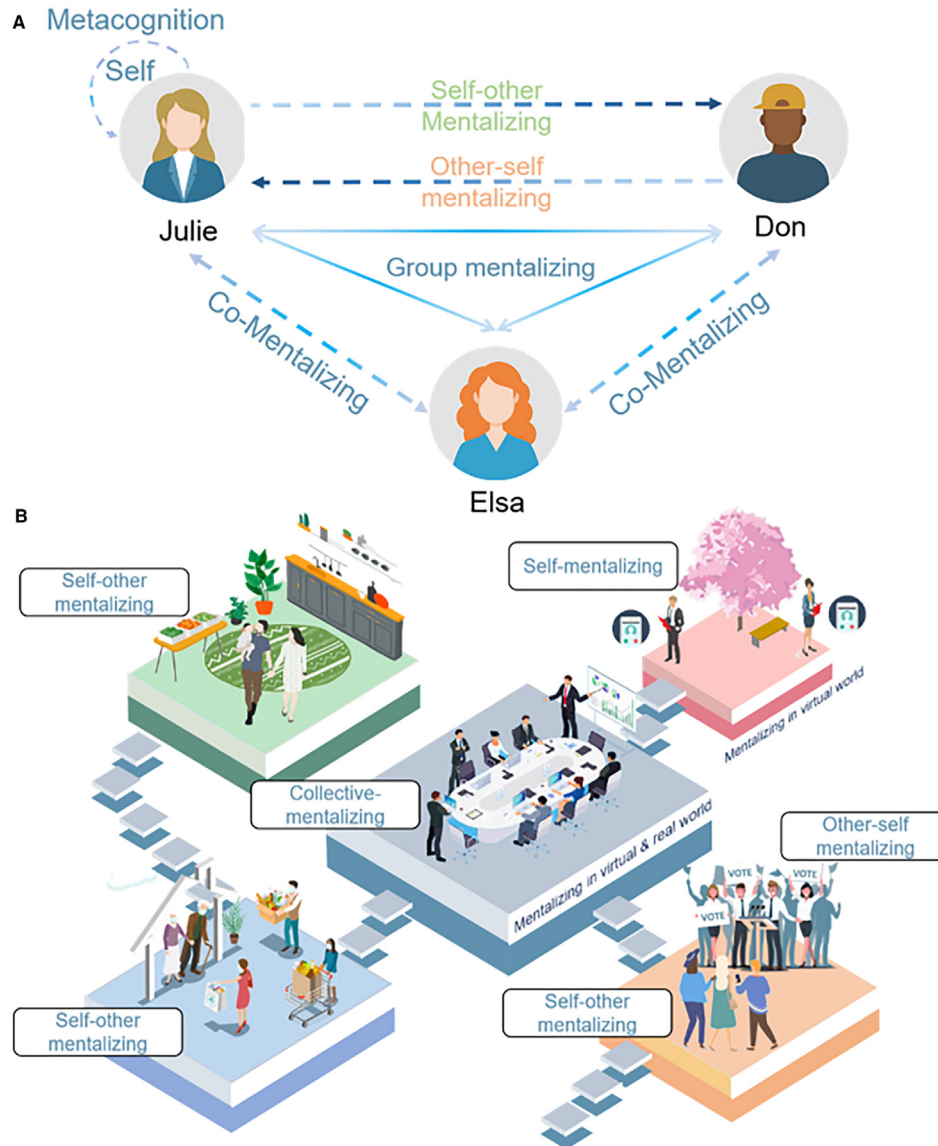 A
Metacognition
Self
Self-other
Mentalizing
Other-self
mentalizing
Julie
Don
Group mentalizing
Co-Mentalizing
Co-Mentalizing
Elsa
B
Self-other
mentalizing
Self-mentalizing
Mentalizing in virtual world
Collective-
mentalizing
Mentalizing in virtual & real world
Other-self
mentalizing
VOTE
VOTE
VOTE
Self-other
mentalizing
Self-other
mentalizing